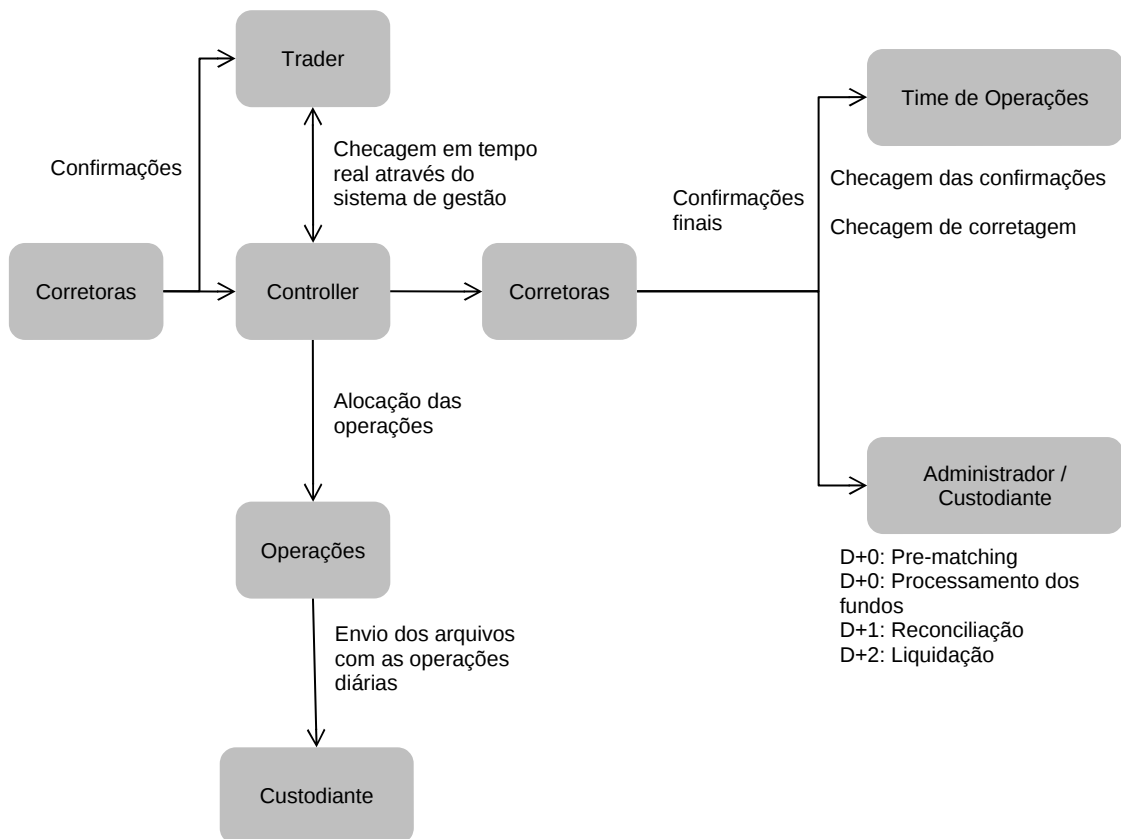 Trader
Time de Operações
Confirmações
Checagem em tempo
real através do
sistema de gestão
Confirmações
finais
Checagem das confirmações
Checagem de corretagem
Corretoras
Controller
Corretoras
Alocação das
operações
Administrador /
Custodiante
Operações
D+0: Pre-matching
D+0: Processamento dos
fundos
D+1: Reconciliação
D+2: Liquidação
Envio dos arquivos
com as operações
diárias
Custodiante